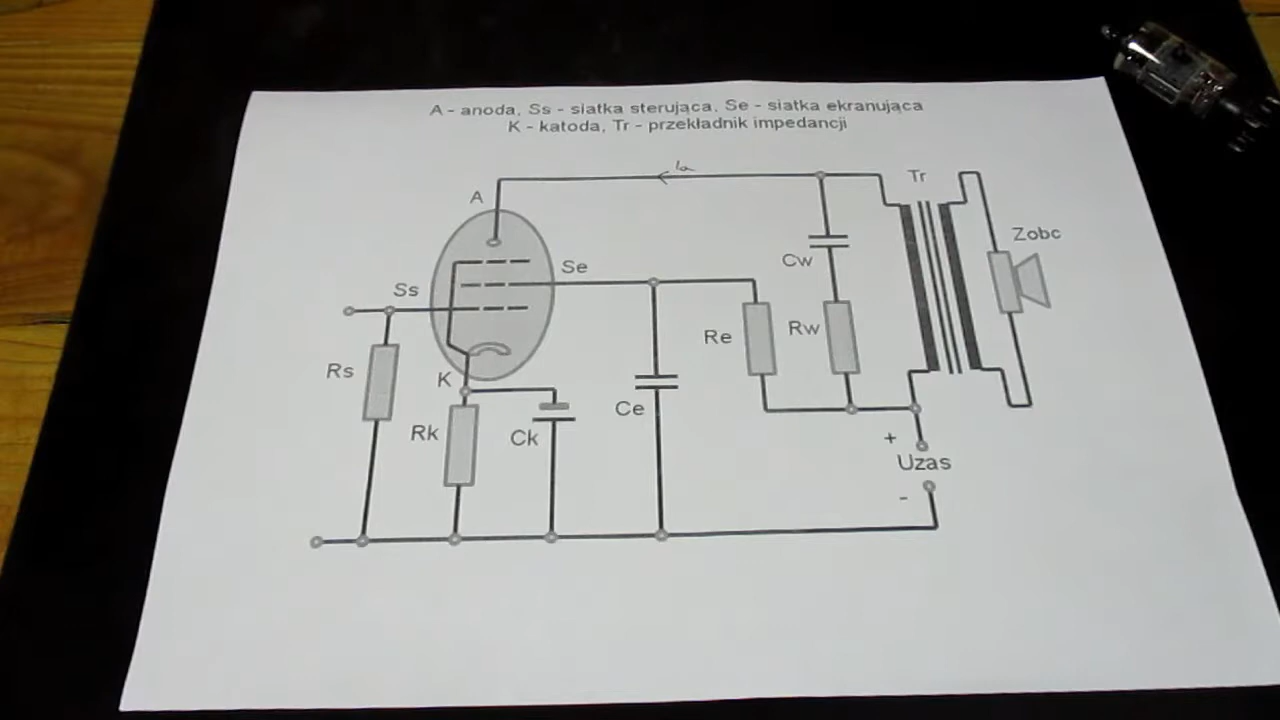 A - anoda, Ss - siatka sterująca, Se - siatka ekranująca
K - katoda, Tr - przekładnik impedancji
Ia
Tr
A
Zobc
Cw
Se
Ss
Rw
Re
Rs
K
Ce
Rk
Ck
+
Uzas
-